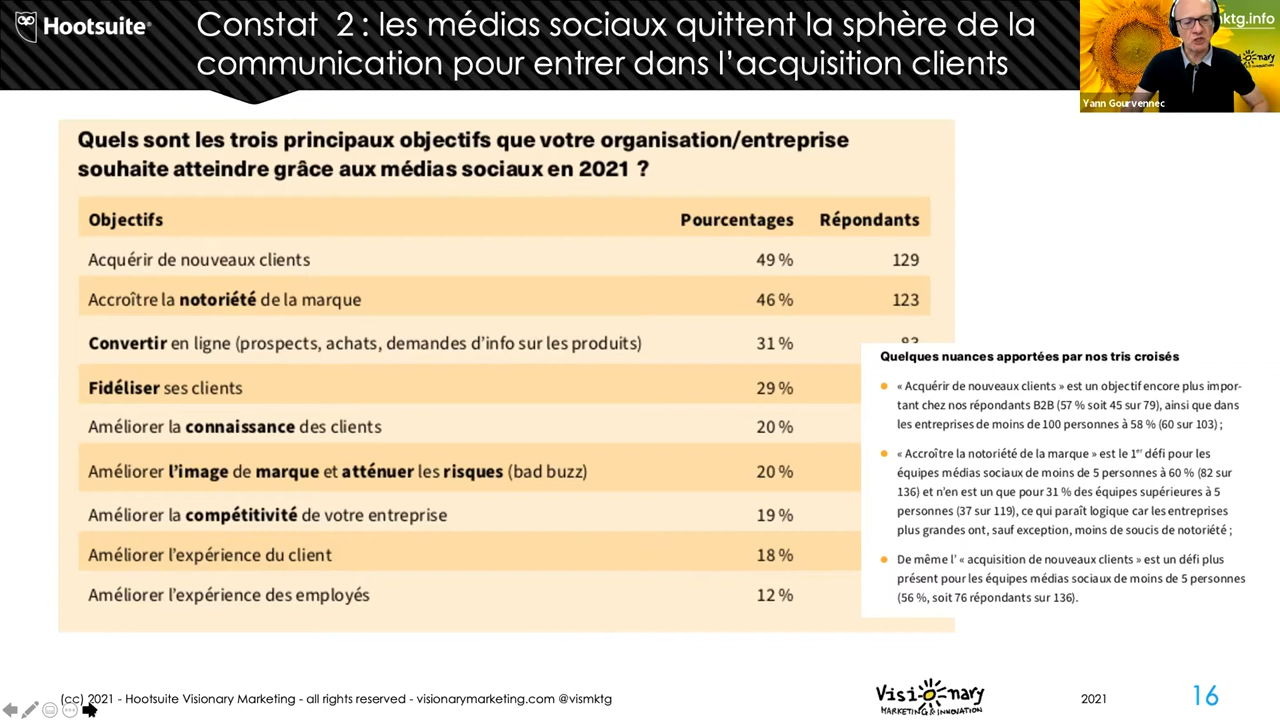 Hootsuite®
Constat 2 : les médias sociaux quittent la sphère de la
communication pour entrer dans l'acquisition clients
ktg.info
Yann Gourvennec
Quels sont les trois principaux objectifs que votre organisation/entreprise
souhaite atteindre grâce aux médias sociaux en 2021 ?
Objectifs Pourcentages Répondants
Acquérir de nouveaux clients 49 % 129
Accroître la notoriété de la marque 46 % 123
Convertir en ligne (prospects, achats, demandes d'info sur les produits) 31 %
Fidéliser ses clients 29 %
Améliorer la connaissance des clients 20 %
Améliorer l'image de marque et atténuer les risques (bad buzz) 20 %
Améliorer la compétitivité de votre entreprise 19 %
Améliorer l'expérience du client 18 %
Améliorer l'expérience des employés 12 %
Quelques nuances apportées par nos tris croisés
« Acquérir de nouveaux clients » est un objectif encore plus impor-
tant chez nos répondants B2B (57 % soit 45 sur 79), ainsi que dans
les entreprises de moins de 100 personnes à 58 % (60 sur 103) ;
« Accroître la notoriété de la marque » est le 1er défi pour les
équipes médias sociaux de moins de 5 personnes à 60 % (82 sur
136) et n'en est un que pour 31 % des équipes supérieures à 5
personnes (37 sur 119), ce qui paraît logique car les entreprises
plus grandes ont, sauf exception, moins de soucis de notoriété ;
De même l' « acquisition de nouveaux clients » est un défi plus
présent pour les équipes médias sociaux de moins de 5 personnes
(56 %, soit 76 répondants sur 136).
(cc) 2021 - Hootsuite Visionary Marketing - all rights reserved - visionarymarketing.com @vismktg
Visionary
MARKETING & INNOVATION
2021
16